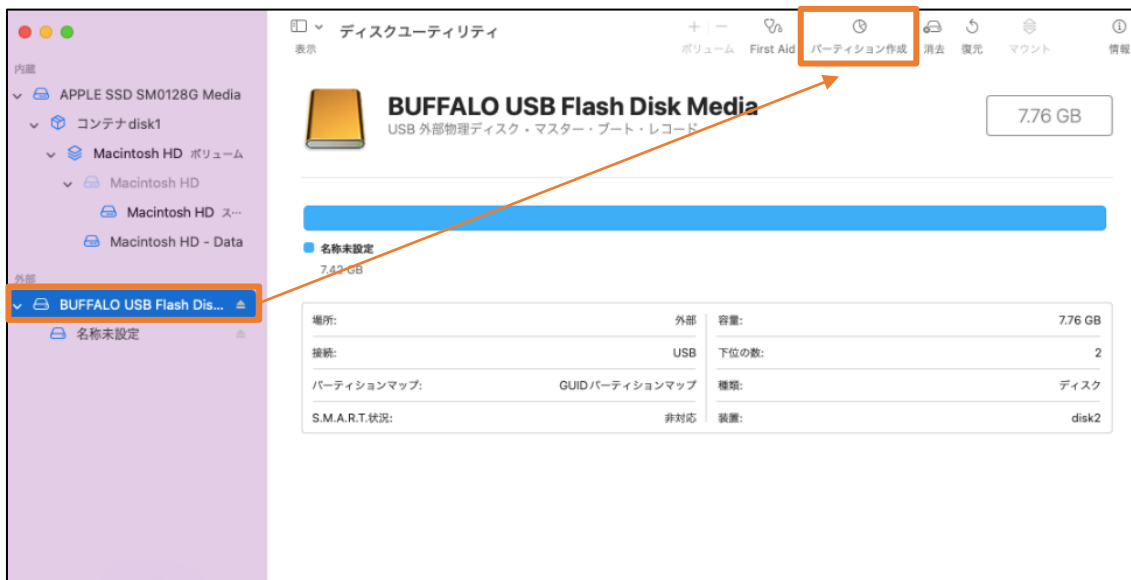 ディスクユーティリティ
表示
ボリューム
First Aid
パーティション作成
消去
復元
マウント
情報
内蔵
APPLE SSD SM0128G Media
コンテナ disk1
Macintosh HD ボリューム
Macintosh HD
Macintosh HD ス…
Macintosh HD - Data
外部
BUFFALO USB Flash Dis...
名称未設定
BUFFALO USB Flash Disk Media
USB 外部物理ディスク・マスター・ブート・レコード
7.76 GB
名称未設定
7.42 GB
場所: 外部
接続: USB
パーティションマップ: GUIDパーティションマップ
S.M.A.R.T.状況: 非対応
容量: 7.76 GB
下位の数: 2
種類: ディスク
装置: disk2